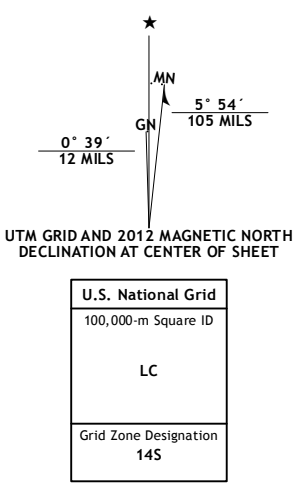 ★
MN
GN
5° 54´
105 MILS
0° 39´
12 MILS
UTM GRID AND 2012 MAGNETIC NORTH
DECLINATION AT CENTER OF SHEET
U.S. National Grid
100,000-m Square ID
LC
Grid Zone Designation
14S